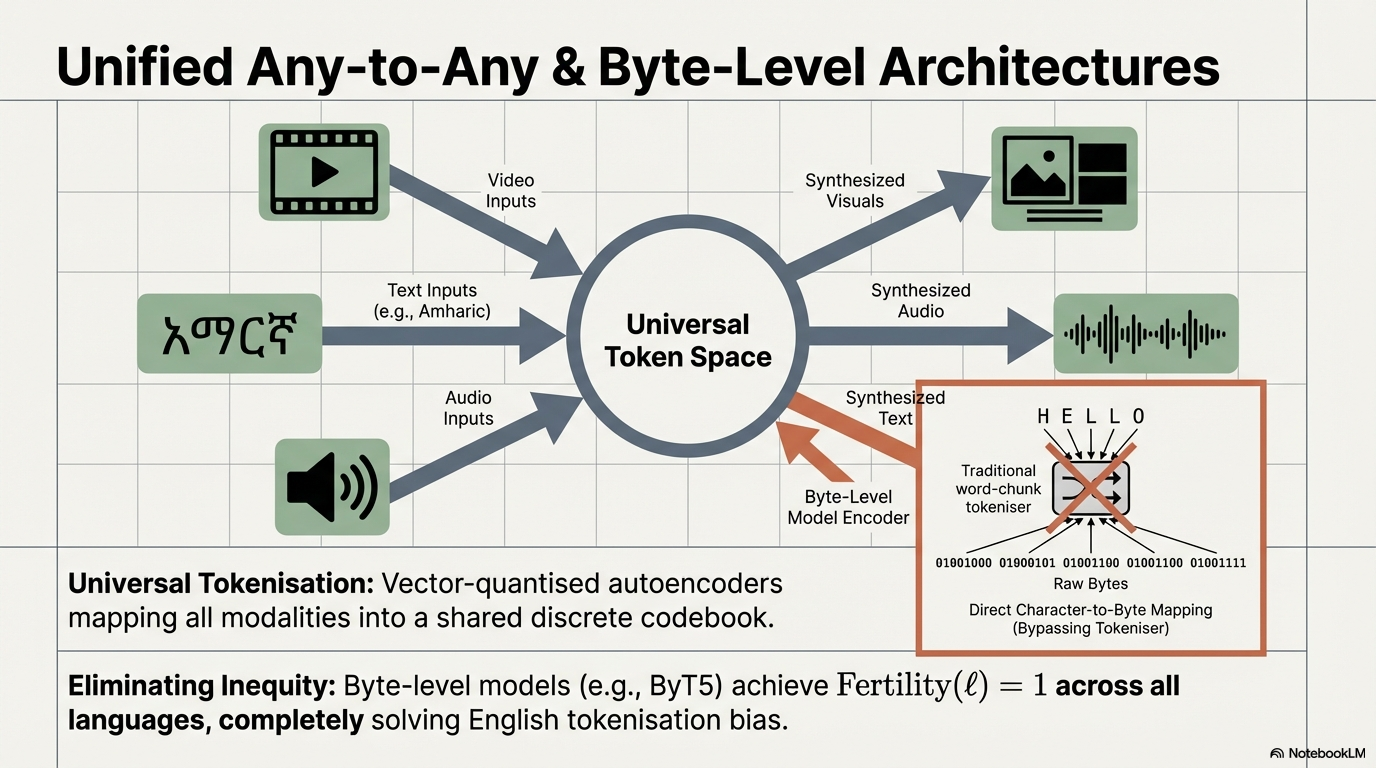 Unified Any-to-Any & Byte-Level Architectures
Video
Inputs
Synthesized
Visuals
Text Inputs
(e.g., Amharic)
አማርኛ
Synthesized
Audio
Universal
Token Space
Audio
Inputs
Synthesized
Text
Byte-Level
Model Encoder
H E L L O
Traditional
word-chunk
tokeniser
01001000 01900101 01001100 01001100 01001111
Raw Bytes
Direct Character-to-Byte Mapping
(Bypassing Tokeniser)
Universal Tokenisation: Vector-quantised autoencoders
mapping all modalities into a shared discrete codebook.
Eliminating Inequity: Byte-level models (e.g., ByT5) achieve Fertility(ℓ) = 1 across all
languages, completely solving English tokenisation bias.
NotebookLM